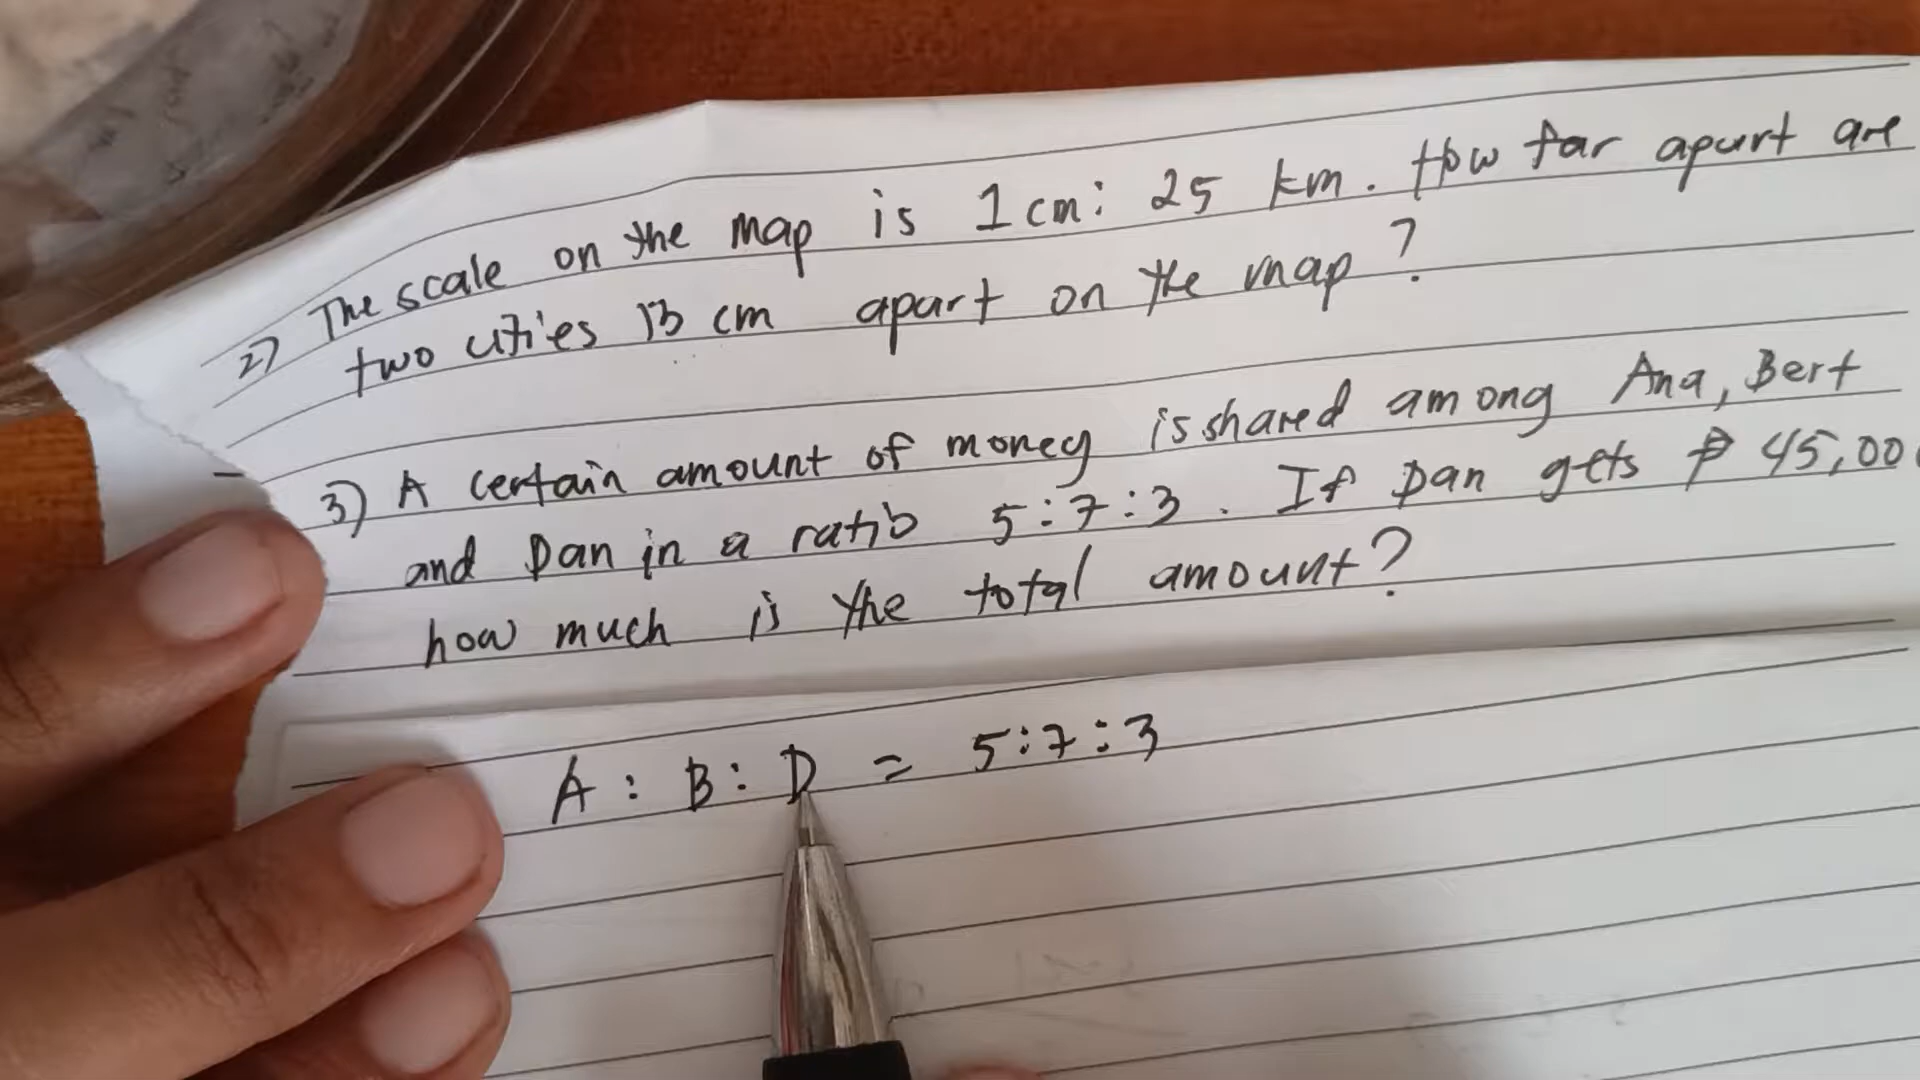 2) The scale on the map is 1 cm : 25 km. How far apart are
two cities 13 cm apart on the map?
3) A certain amount of money is shared among Ana, Bert
and Dan in a ratio 5:7:3. If Dan gets ₱ 45,00
how much is the total amount?
A : B : D = 5:7:3